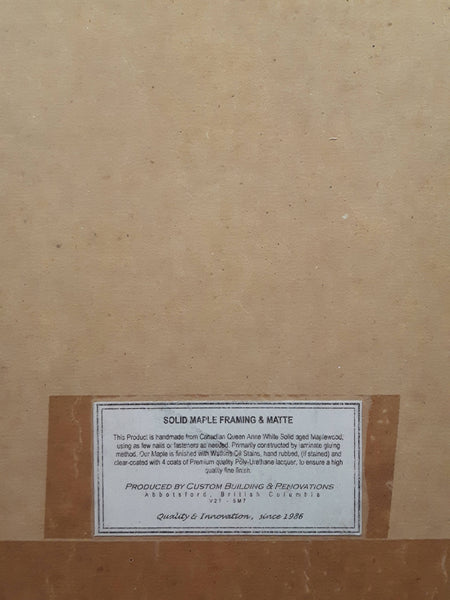 SOLID MAPLE FRAMING & MATTE
This Product is handmade from Canadian Queen Anne White Solid aged Maplewood,
using as few nails or fasteners as needed. Primarily constructed by laminate gluing
method. Our Maple is finished with Watkins Oil Stains, hand rubbed, (if stained) and
clear-coated with 4 coats of Premium quality Poly-Urethane lacquer, to ensure a high
quality fine finish.
PRODUCED BY CUSTOM BUILDING & RENOVATIONS
Abbotsford, British Columbia
V2T - 5M7
Quality & Innovation, since 1986